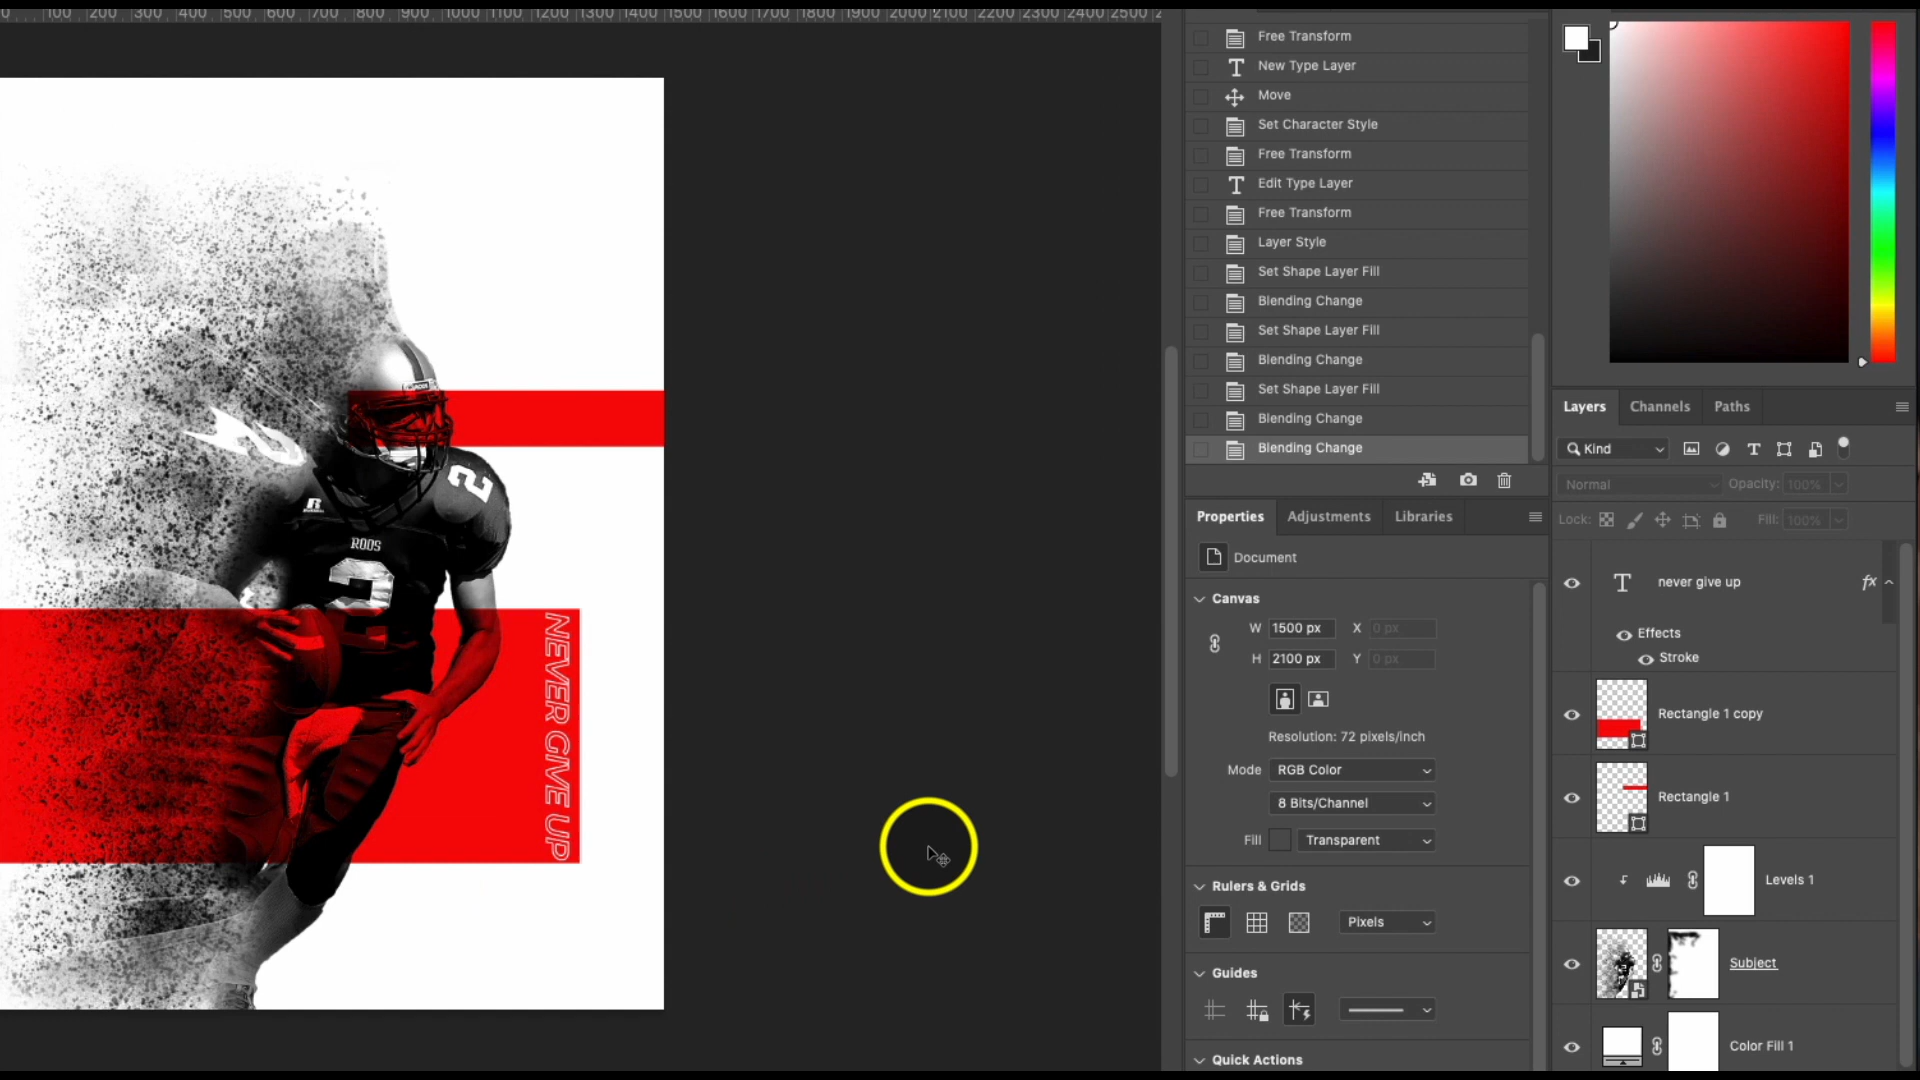 100 200 300 400 500 600 700 800 900 1000 1100 1200 1300 1400 1500 1600 1700 1800 1900 2000 2100 2200 2300 2400 2500
Free Transform
New Type Layer
Move
Set Character Style
Free Transform
Edit Type Layer
Free Transform
Layer Style
Set Shape Layer Fill
Blending Change
Set Shape Layer Fill
Blending Change
Set Shape Layer Fill
Blending Change
Blending Change
Properties Adjustments Libraries
Document
Canvas
W 1500 px X 0 px
H 2100 px Y 0 px
Resolution: 72 pixels/inch
Mode RGB Color
8 Bits/Channel
Fill Transparent
Rulers & Grids
Pixels
Guides
Quick Actions
Layers Channels Paths
Kind
Normal Opacity: 100%
Lock: Fill: 100%
never give up fx
Effects
Stroke
Rectangle 1 copy
Rectangle 1
Levels 1
Subject
Color Fill 1
2
R
ROOS
2
NEVER GIVE UP